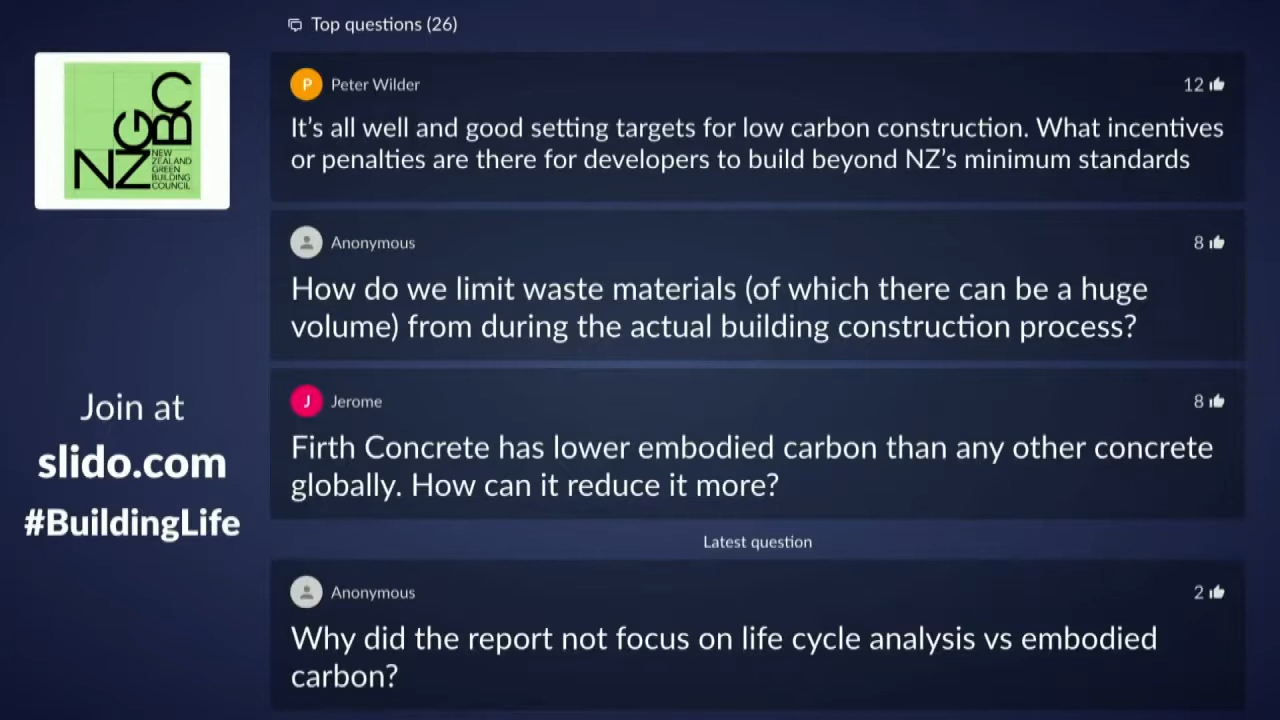 Top questions (26)
NZGBC
NEW
ZEALAND
GREEN
BUILDING
COUNCIL
P Peter Wilder 12
It's all well and good setting targets for low carbon construction. What incentives
or penalties are there for developers to build beyond NZ's minimum standards
Anonymous 8
How do we limit waste materials (of which there can be a huge
volume) from during the actual building construction process?
J Jerome 8
Firth Concrete has lower embodied carbon than any other concrete
globally. How can it reduce it more?
Join at
slido.com
#BuildingLife
Latest question
Anonymous 2
Why did the report not focus on life cycle analysis vs embodied
carbon?